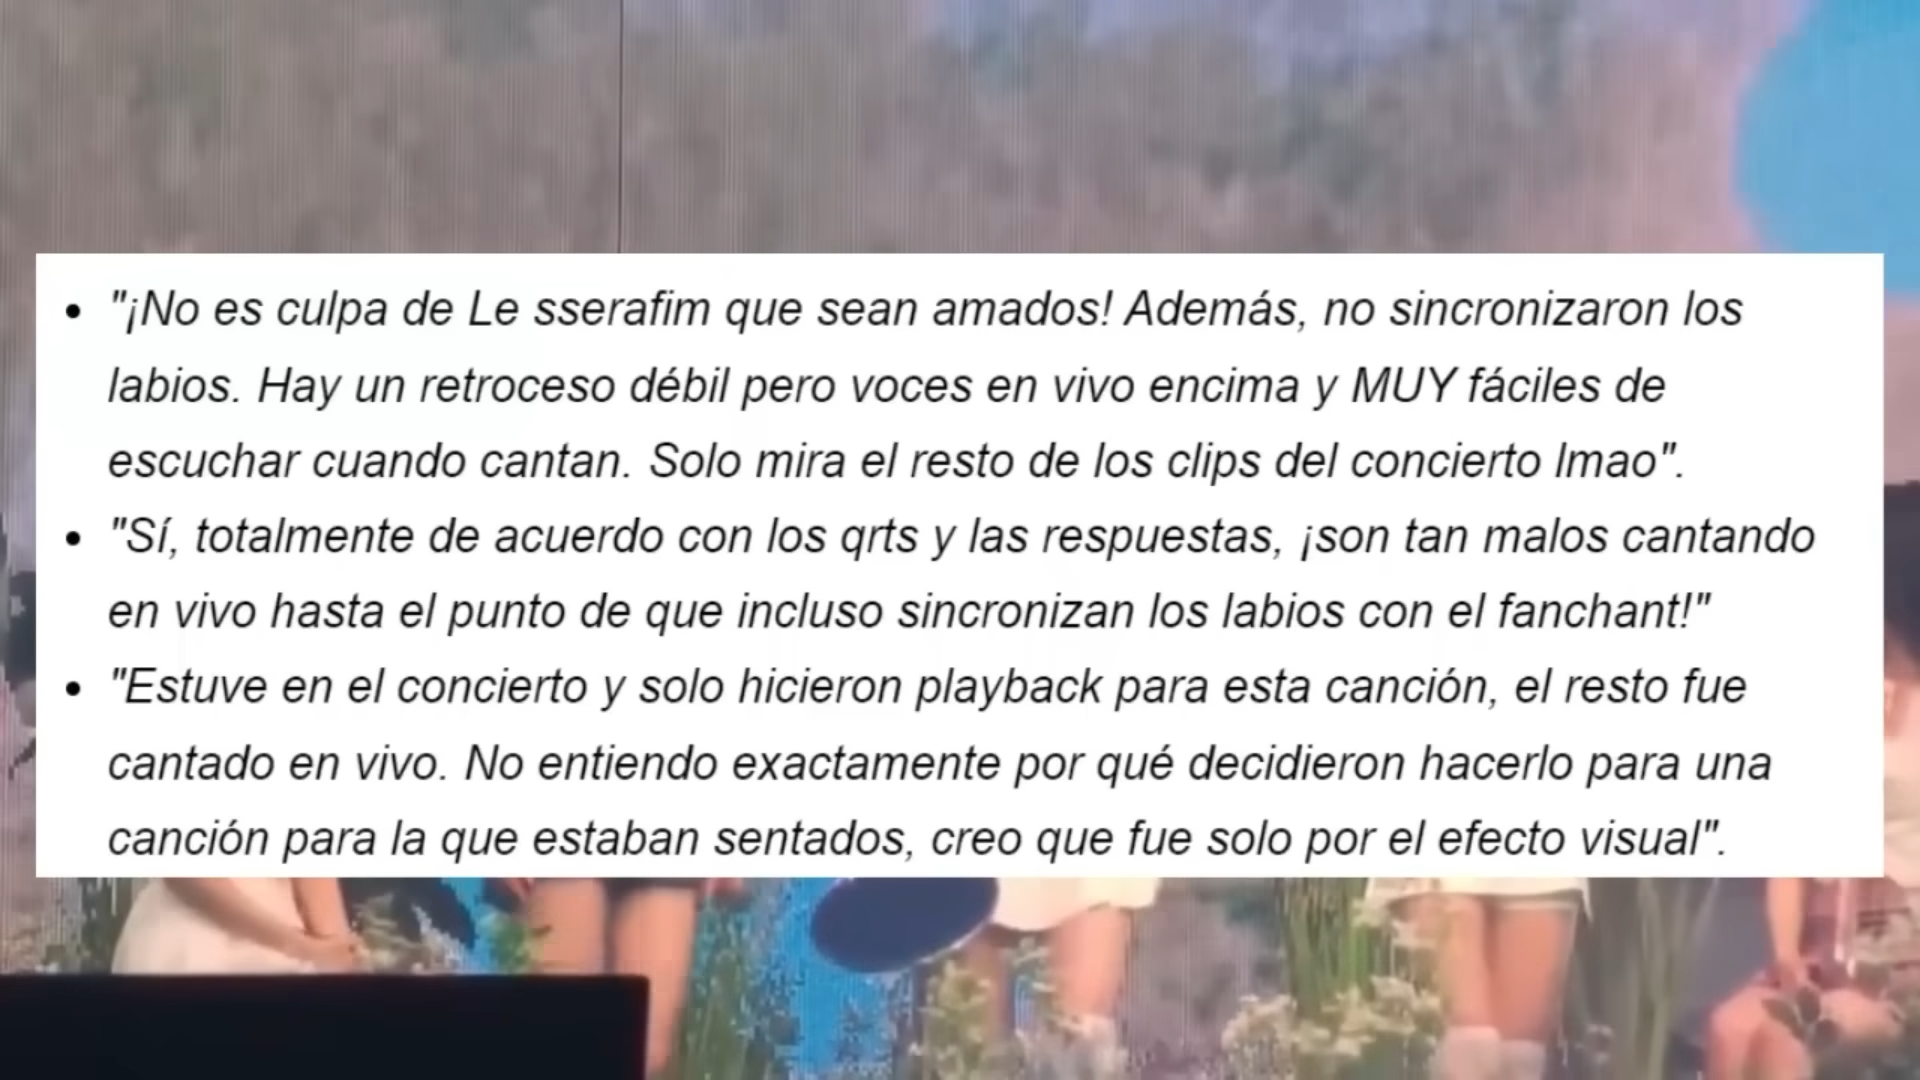 • "¡No es culpa de Le sserafim que sean amados! Además, no sincronizaron los
labios. Hay un retroceso débil pero voces en vivo encima y MUY fáciles de
escuchar cuando cantan. Solo mira el resto de los clips del concierto lmao".
• "Sí, totalmente de acuerdo con los qrts y las respuestas, ¡son tan malos cantando
en vivo hasta el punto de que incluso sincronizan los labios con el fanchant!"
• "Estuve en el concierto y solo hicieron playback para esta canción, el resto fue
cantado en vivo. No entiendo exactamente por qué decidieron hacerlo para una
canción para la que estaban sentados, creo que fue solo por el efecto visual".